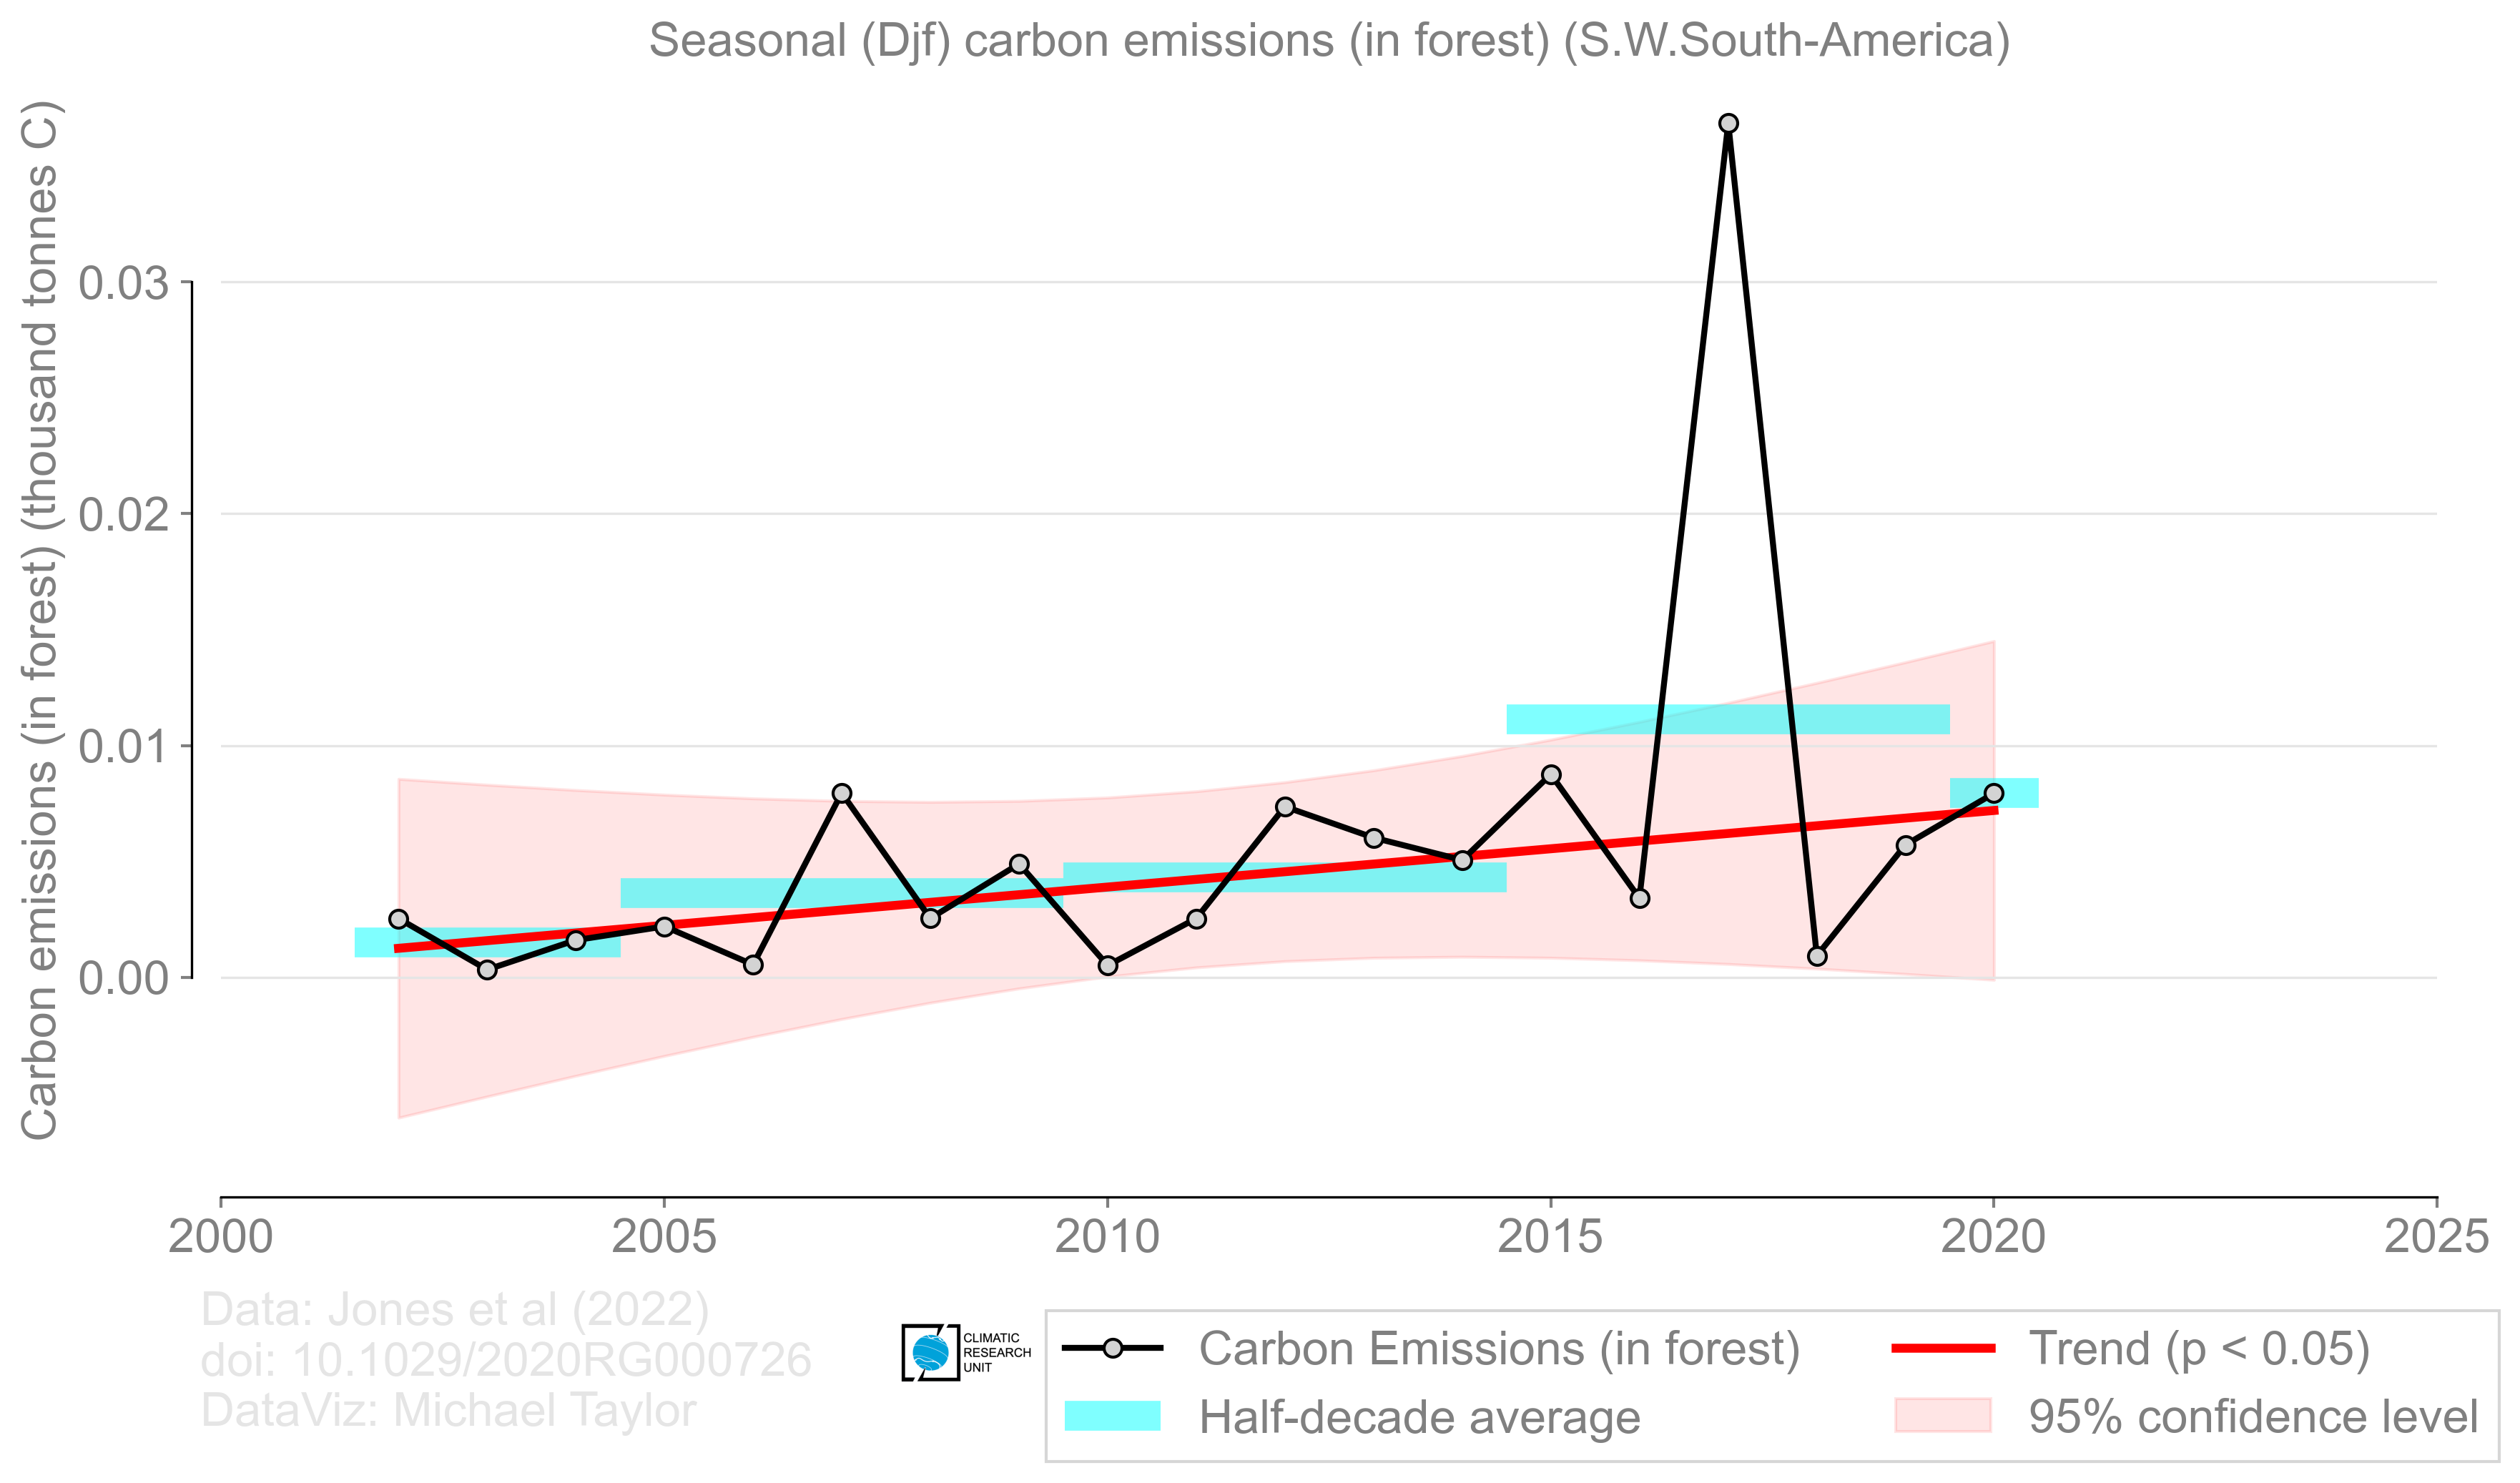 Seasonal (Djf) carbon emissions (in forest) (S.W.South-America)
Carbon emissions (in forest) (thousand tonnes C)
0.03
0.02
0.01
0.00
2000 2005 2010 2015 2020 2025
Data: Jones et al (2022)
doi: 10.1029/2020RG000726
DataViz: Michael Taylor
CLIMATIC
RESEARCH
UNIT
Carbon Emissions (in forest)
Half-decade average
Trend (p < 0.05)
95% confidence level